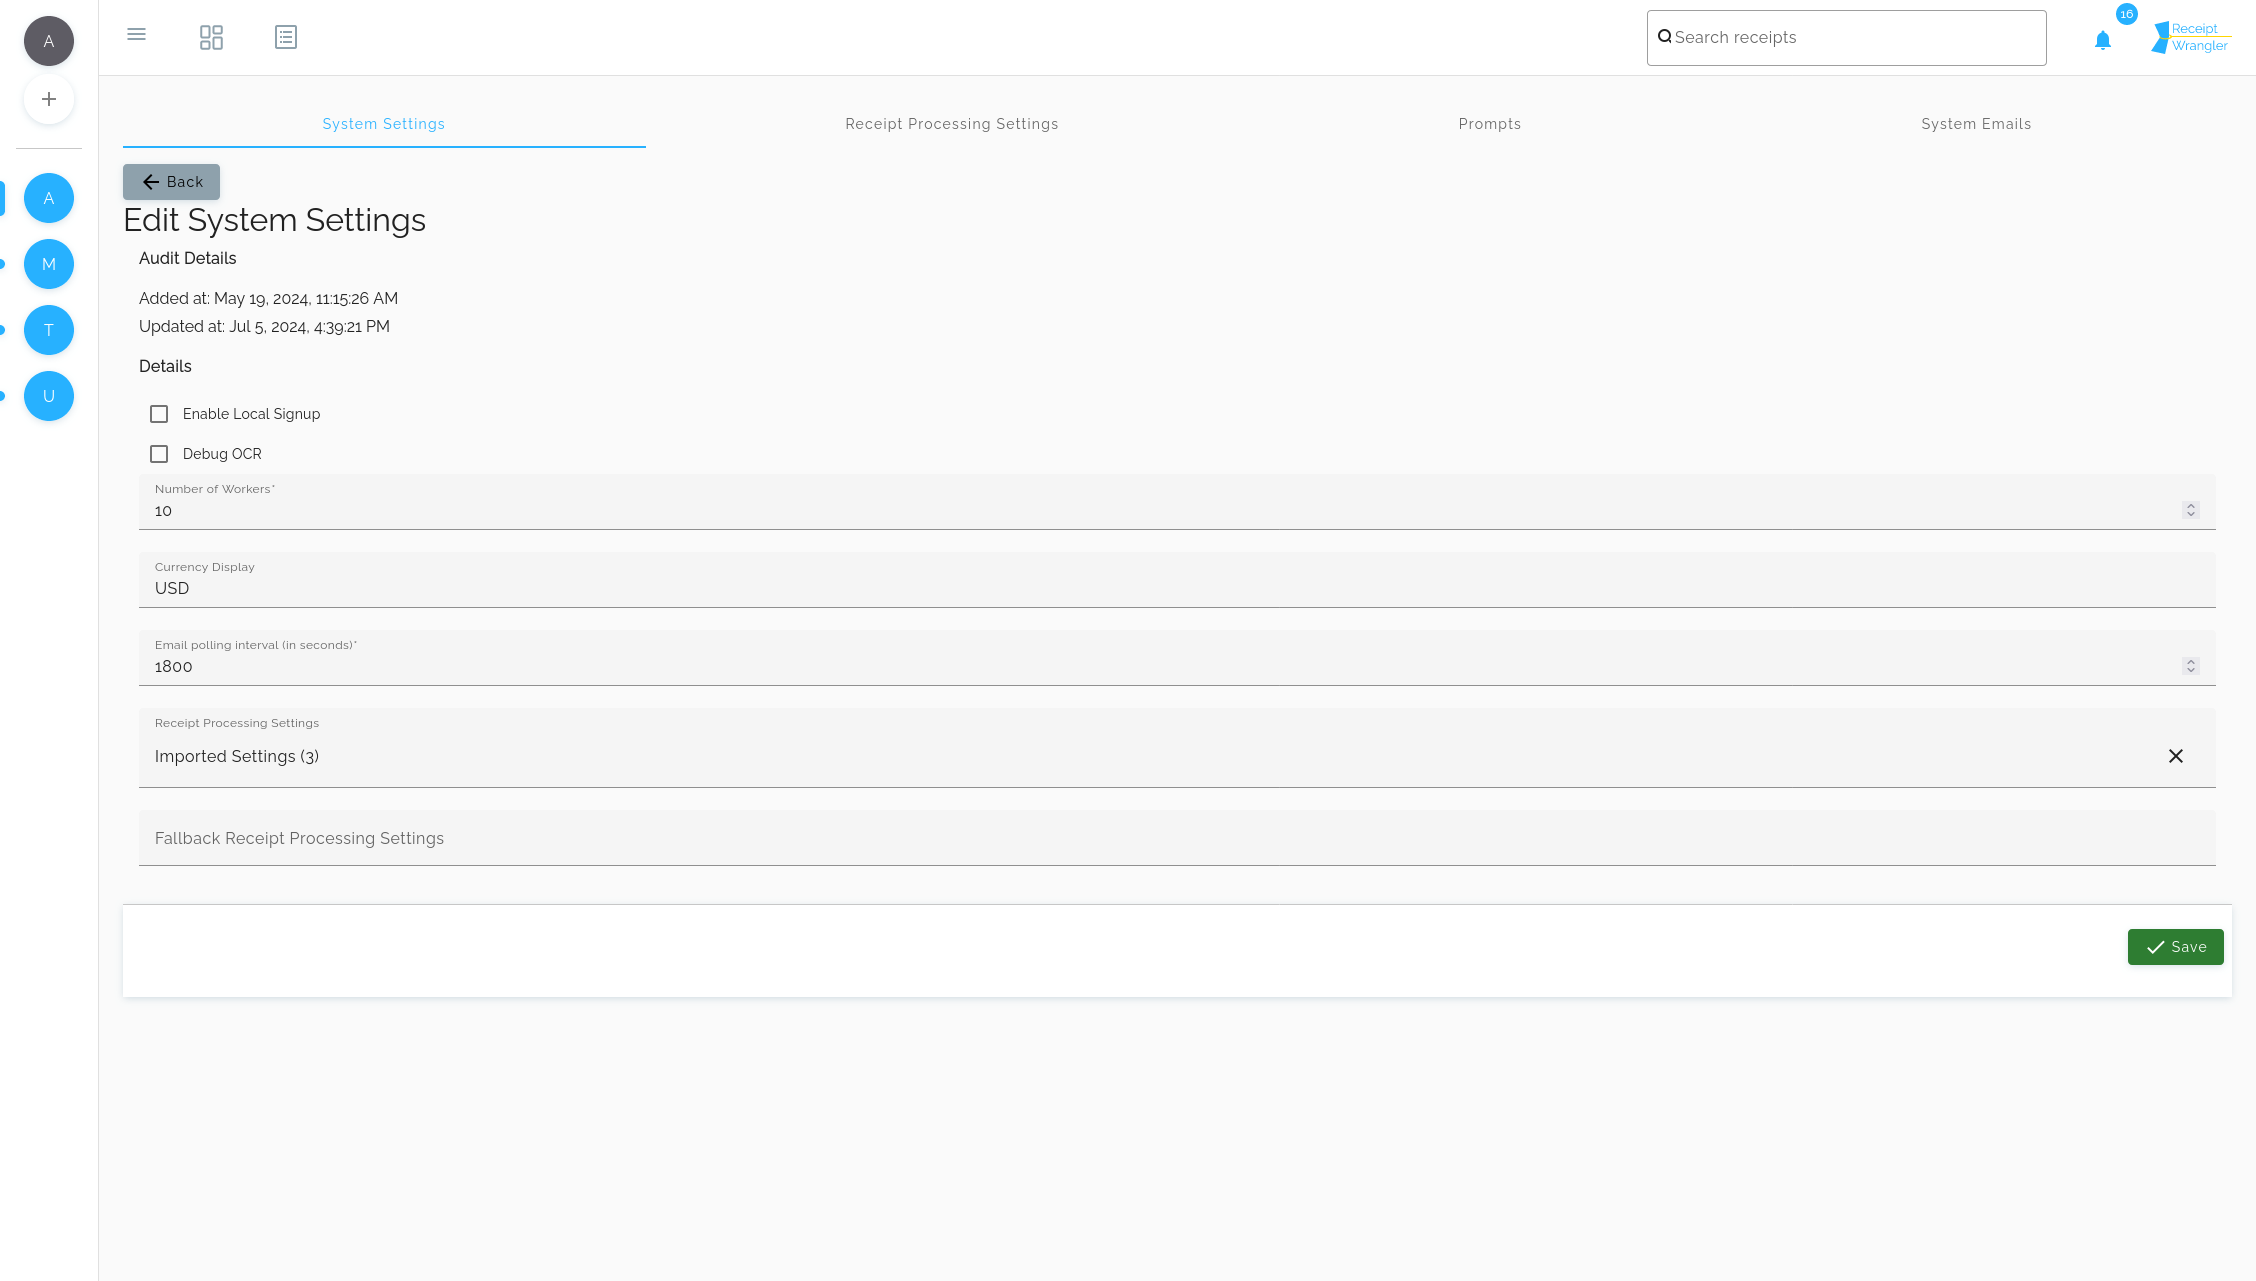 A
A
M
T
U
Search receipts
16
Receipt
Wrangler
System Settings
Receipt Processing Settings
Prompts
System Emails
Back
Edit System Settings
Audit Details
Added at: May 19, 2024, 11:15:26 AM
Updated at: Jul 5, 2024, 4:39:21 PM
Details
Enable Local Signup
Debug OCR
Number of Workers*
10
Currency Display
USD
Email polling interval (in seconds)*
1800
Receipt Processing Settings
Imported Settings (3)
Fallback Receipt Processing Settings
Save